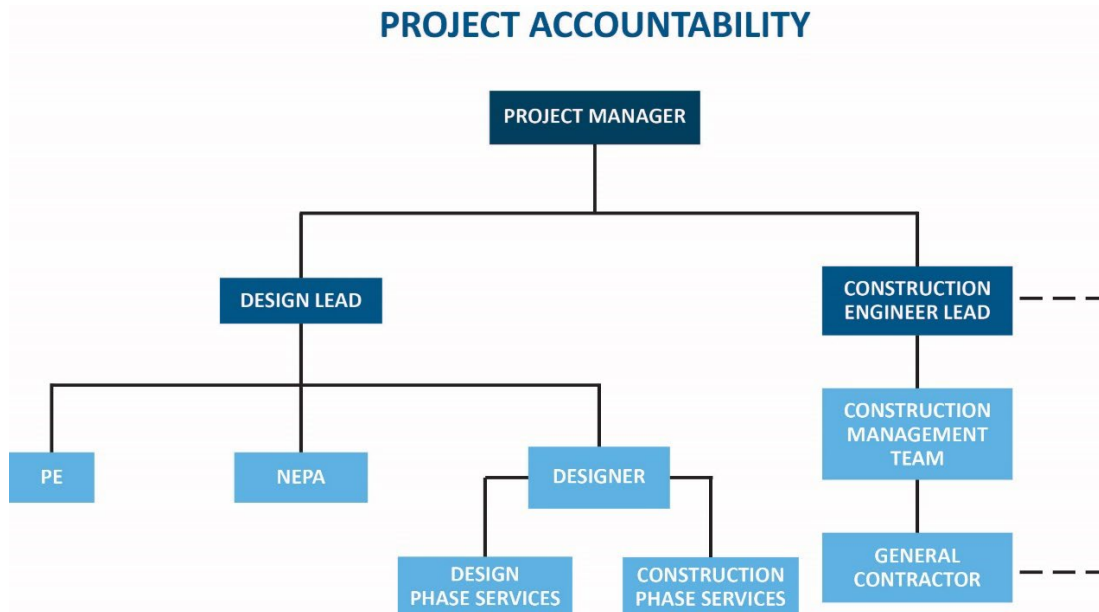 PROJECT ACCOUNTABILITY
PROJECT MANAGER
DESIGN LEAD
CONSTRUCTION
ENGINEER LEAD
CONSTRUCTION
MANAGEMENT
TEAM
PE
NEPA
DESIGNER
GENERAL
CONTRACTOR
DESIGN
PHASE SERVICES
CONSTRUCTION
PHASE SERVICES